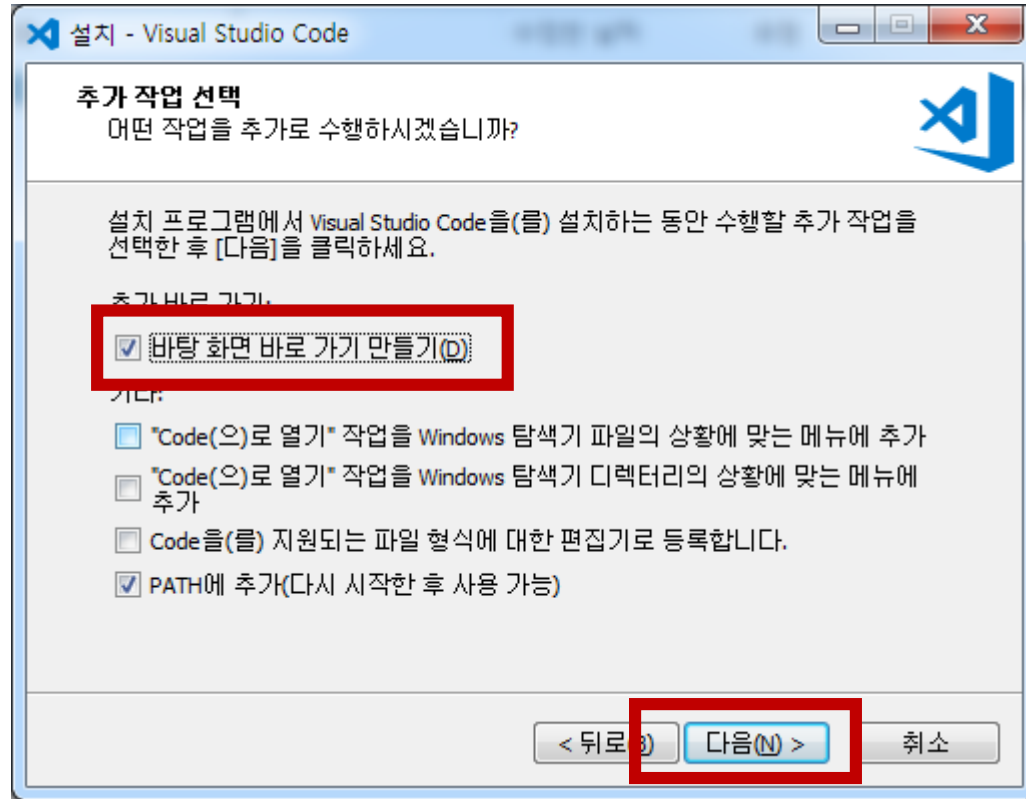 설치 - Visual Studio Code
추가 작업 선택
어떤 작업을 추가로 수행하시겠습니까?
설치 프로그램에서 Visual Studio Code을(를) 설치하는 동안 수행할 추가 작업을
선택한 후 [다음]을 클릭하세요.
추가 바로 가기:
바탕 화면 바로 가기 만들기(D)
기타:
"Code(으)로 열기" 작업을 Windows 탐색기 파일의 상황에 맞는 메뉴에 추가
"Code(으)로 열기" 작업을 Windows 탐색기 디렉터리의 상황에 맞는 메뉴에
추가
Code을(를) 지원되는 파일 형식에 대한 편집기로 등록합니다.
PATH에 추가(다시 시작한 후 사용 가능)
< 뒤로(B) 다음(N) > 취소